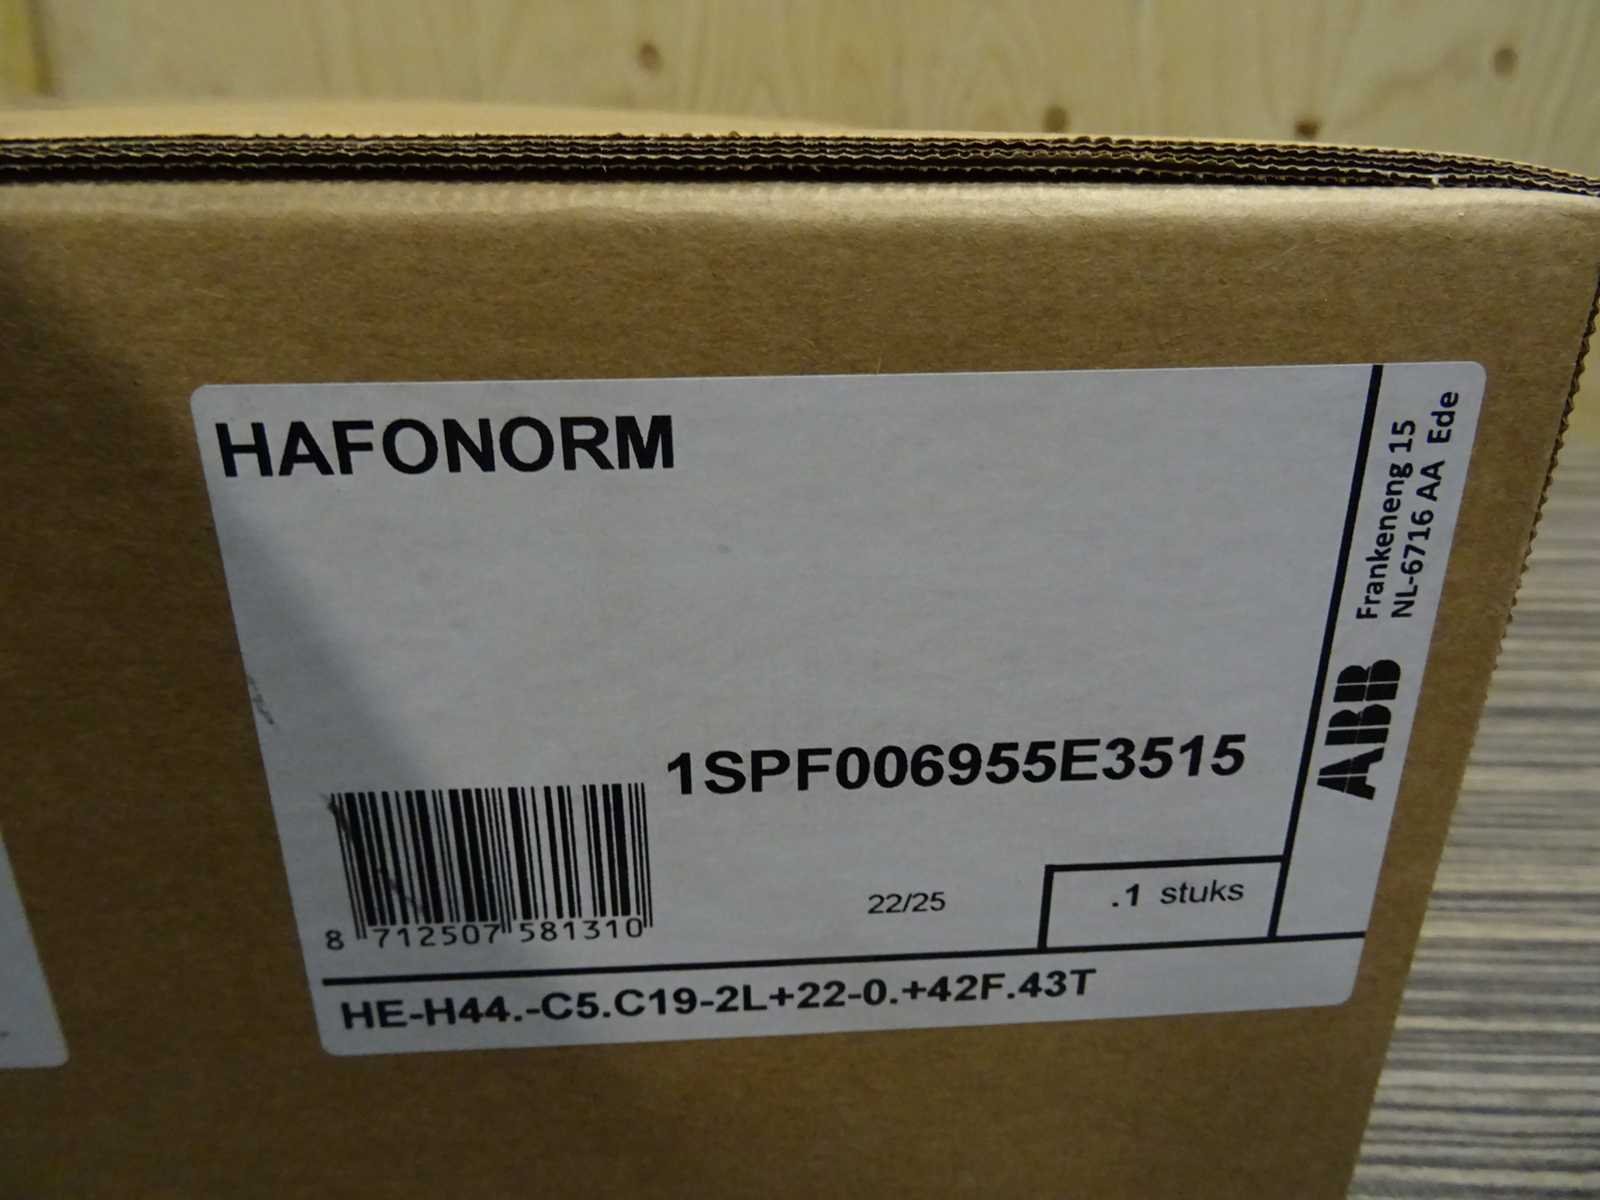 HAFONORM
1SPF006955E3515
8 712507 581310
22/25
.1 stuks
HE-H44.-C5.C19-2L+22-0.+42F.43T
ABB
Frankeneng 15
NL-6716 AA Ede